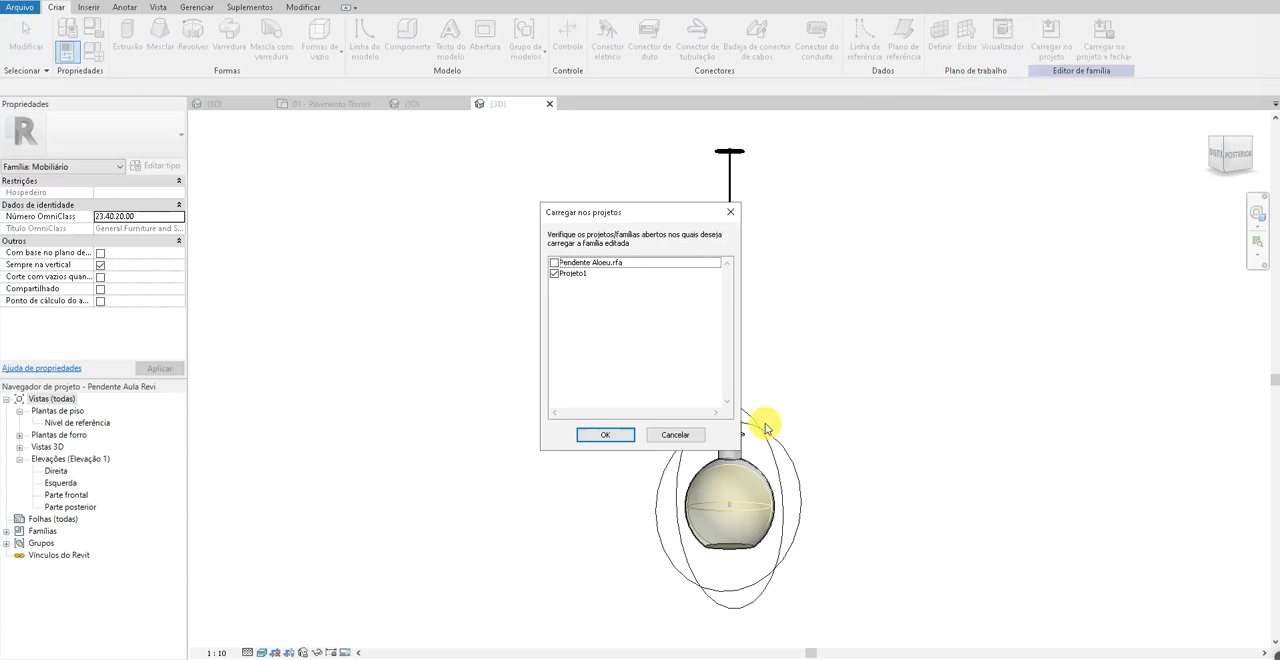 Arquivo Criar Inserir Anotar Vista Gerenciar Suplementos Modificar
Modificar Extrusão Mesclar Revolver Varredura Mescla com varredura Formas de vazio Linha do modelo Componente Texto do modelo Abertura Grupo de modelos Controle Conector elétrico Conector de duto Conector de tubulação Badeja de conector de cabos Conector do conduite Linha de referência Plano de referência Definir Exibir Visualizador Carregar no projeto Carregar no projeto e fechar
Selecionar Propriedades Formas Modelo Controle Conectores Dados Plano de trabalho Editor de família
Propriedades
{3D} 01 - Pavimento Térreo {3D} {3D}
R
Família: Mobiliário Editar tipo
Restrições
Hospedeiro
Dados de identidade
Número OmniClass 23.40.20.00
Título OmniClass General Furniture and S...
Outros
Com base no plano de...
Sempre na vertical
Corte com vazios quan...
Compartilhado
Ponto de cálculo do a...
Ajuda de propriedades Aplicar
Navegador de projeto - Pendente Aula Revi
Vistas (todas)
Plantas de piso
Nível de referência
Plantas de forro
Vistas 3D
Elevações (Elevação 1)
Direita
Esquerda
Parte frontal
Parte posterior
Folhas (todas)
Famílias
Grupos
Vínculos do Revit
Carregar nos projetos
Verifique os projetos/famílias abertos nos quais deseja
carregar a família editada
Pendente Aloeu.rfa
Projeto1
OK Cancelar
POSTERIOR
1 : 10